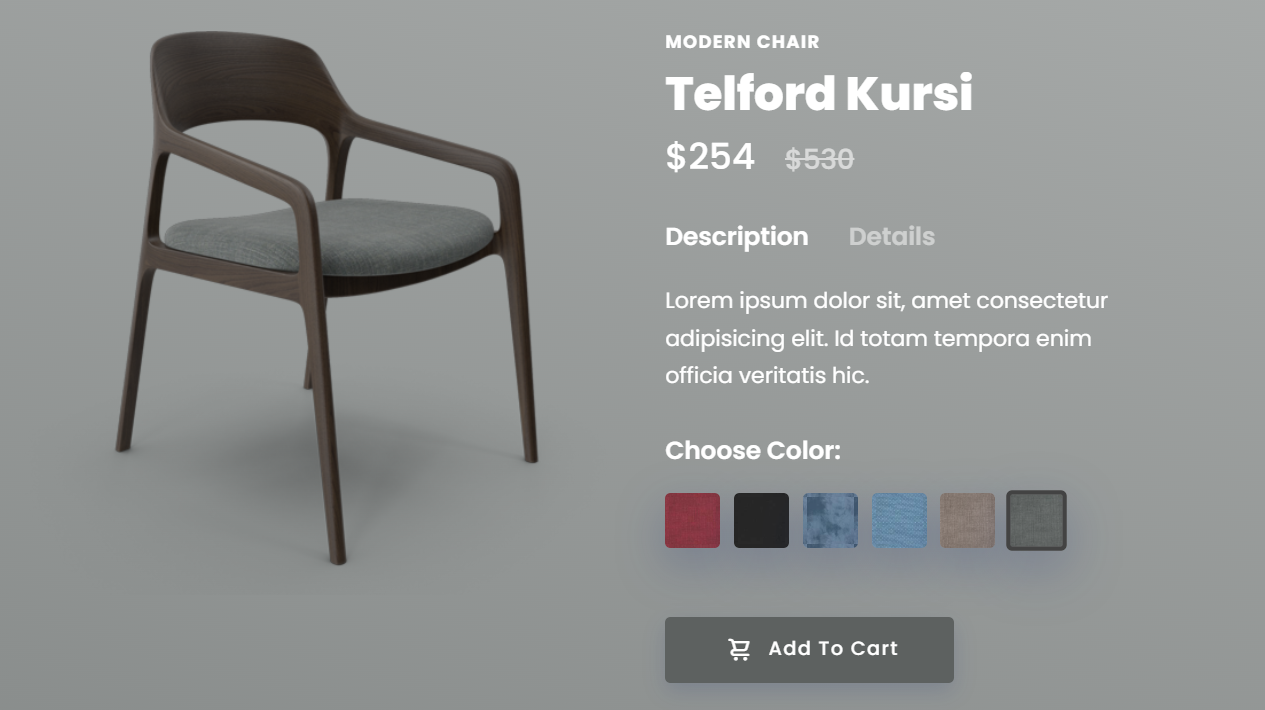 MODERN CHAIR
Telford Kursi
$254 $530
Description Details
Lorem ipsum dolor sit, amet consectetur
adipisicing elit. Id totam tempora enim
officia veritatis hic.
Choose Color:
Add To Cart